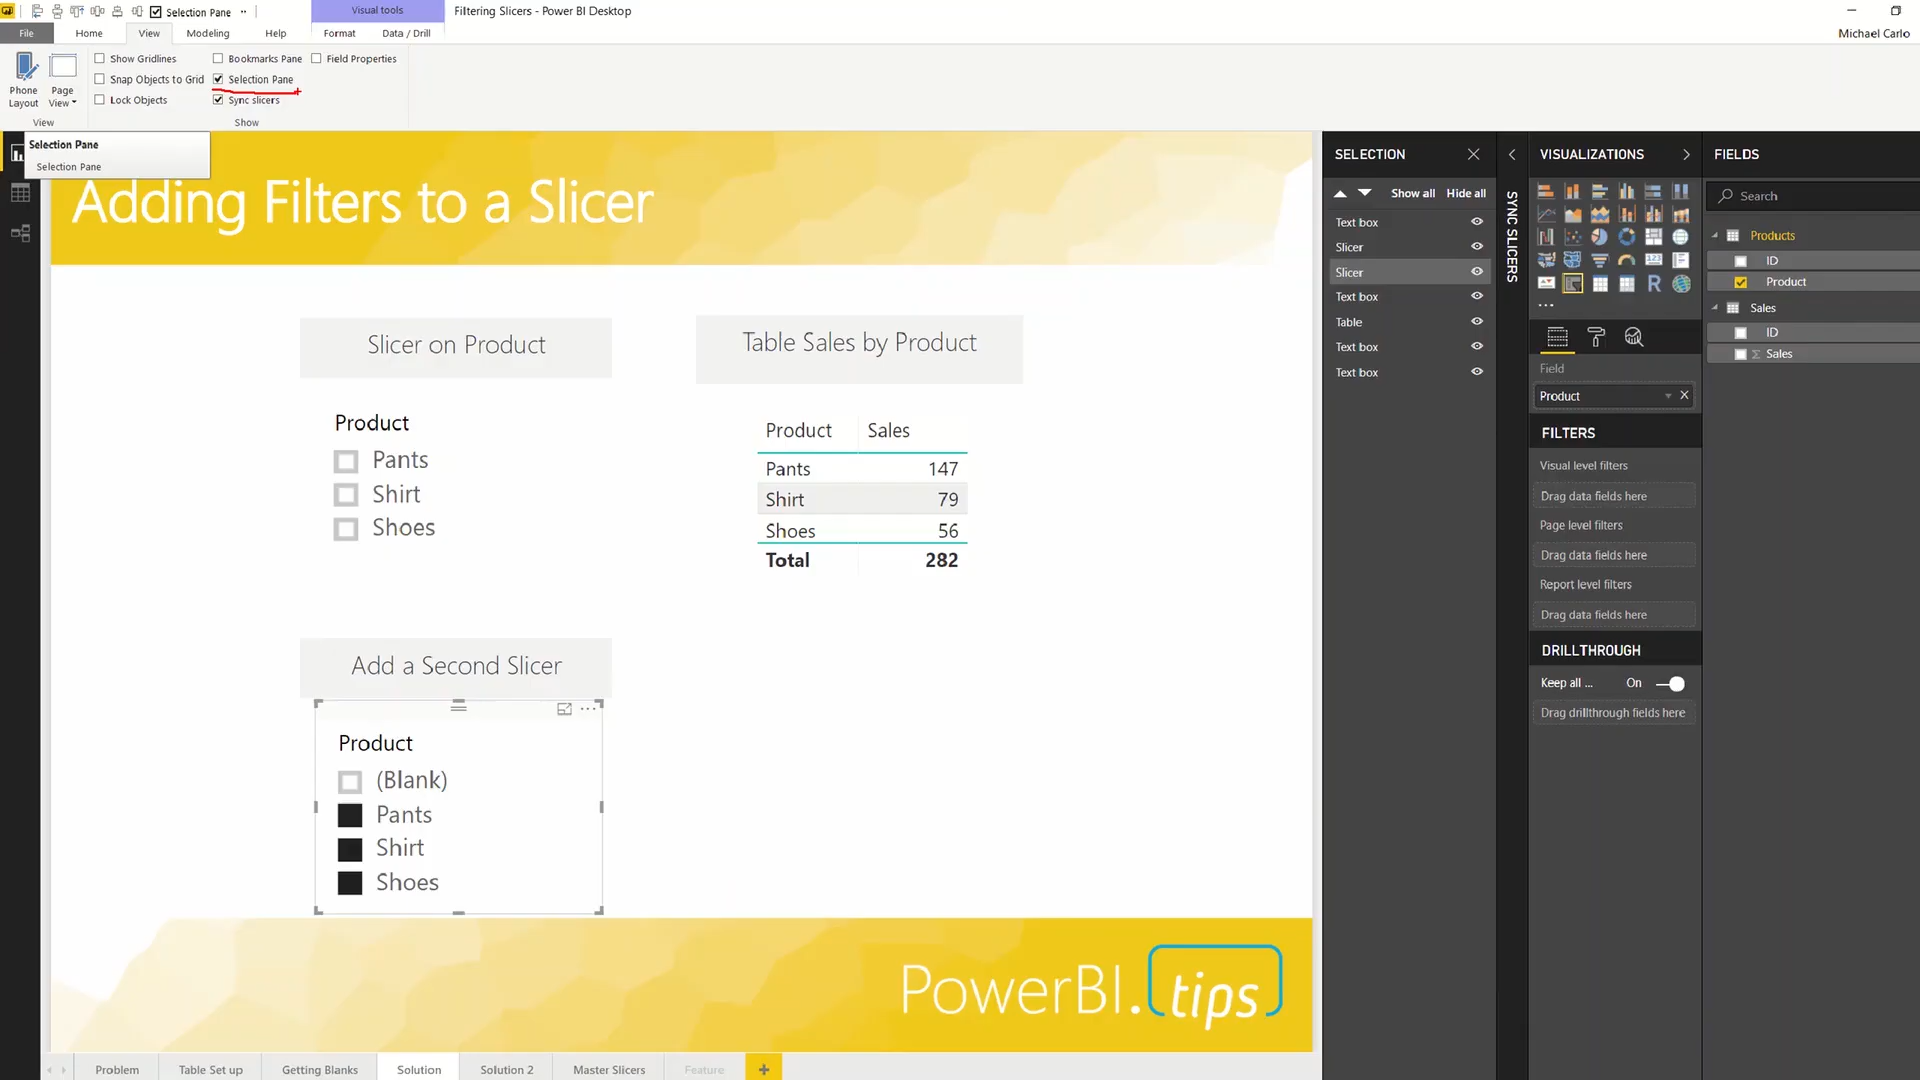 Selection Pane
Visual tools
Filtering Slicers - Power BI Desktop
File
Home
View
Modeling
Help
Format
Data / Drill
Michael Carlo
Phone Layout
Page View
Show Gridlines
Snap Objects to Grid
Lock Objects
Bookmarks Pane
Selection Pane
Sync slicers
Field Properties
View
Show
Selection Pane
Selection Pane
Adding Filters to a Slicer
Slicer on Product
Product
Pants
Shirt
Shoes
Table Sales by Product
Product Sales
Pants 147
Shirt 79
Shoes 56
Total 282
Add a Second Slicer
Product
(Blank)
Pants
Shirt
Shoes
PowerBI.tips
SELECTION
Show all Hide all
Text box
Slicer
Slicer
Text box
Table
Text box
Text box
SYNC SLICERS
VISUALIZATIONS
123
R
Field
Product
FILTERS
Visual level filters
Drag data fields here
Page level filters
Drag data fields here
Report level filters
Drag data fields here
DRILLTHROUGH
Keep all ... On
Drag drillthrough fields here
FIELDS
Search
Products
ID
Product
Sales
ID
Σ Sales
Problem
Table Set up
Getting Blanks
Solution
Solution 2
Master Slicers
Feature
+